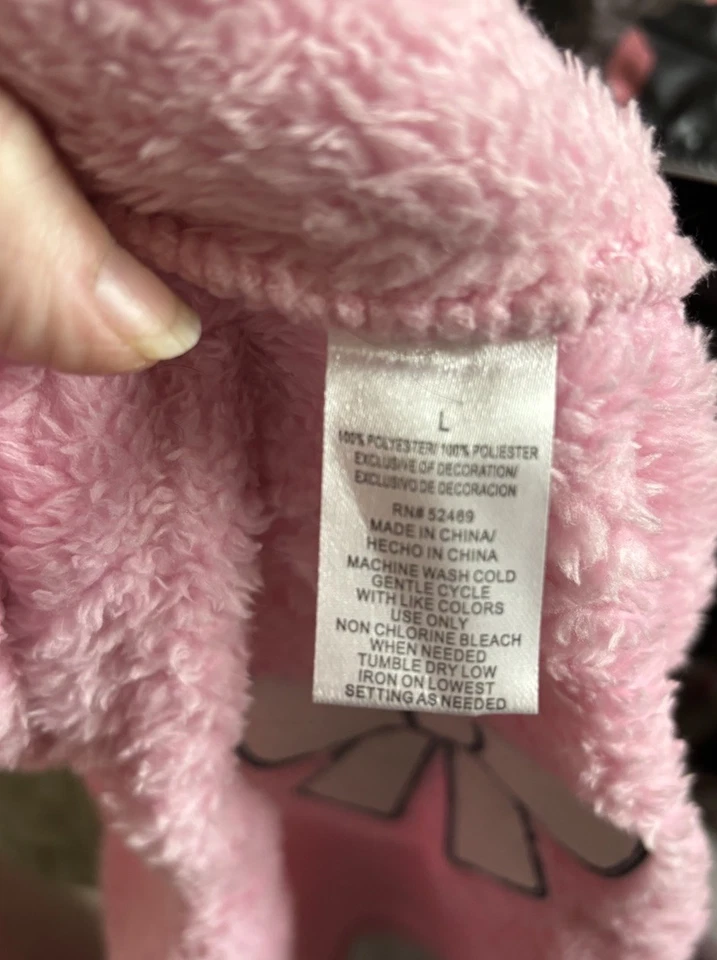 L
100% POLYESTER/ 100% POLIESTER
EXCLUSIVE OF DECORATION/
EXCLUSIVO DE DECORACION
RN# 52469
MADE IN CHINA/
HECHO IN CHINA
MACHINE WASH COLD
GENTLE CYCLE
WITH LIKE COLORS
USE ONLY
NON CHLORINE BLEACH
WHEN NEEDED
TUMBLE DRY LOW
IRON ON LOWEST
SETTING AS NEEDED